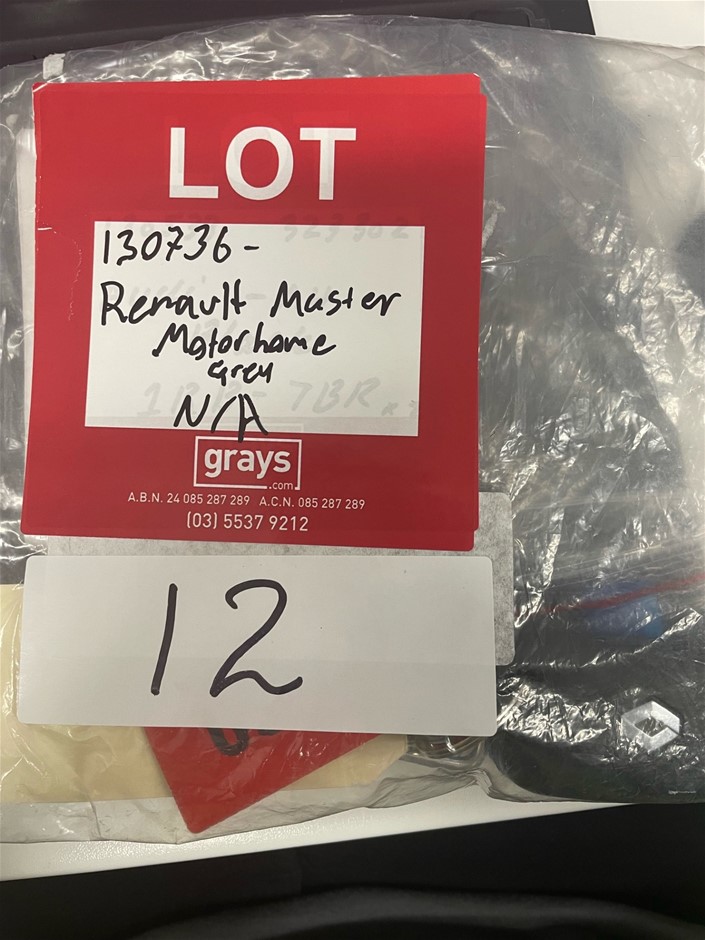 LOT
130736-
Renault Master
Motorhome
Grey
N/A
grays
.com
A.B.N. 24 085 287 289 A.C.N. 085 287 289
(03) 5537 9212
12